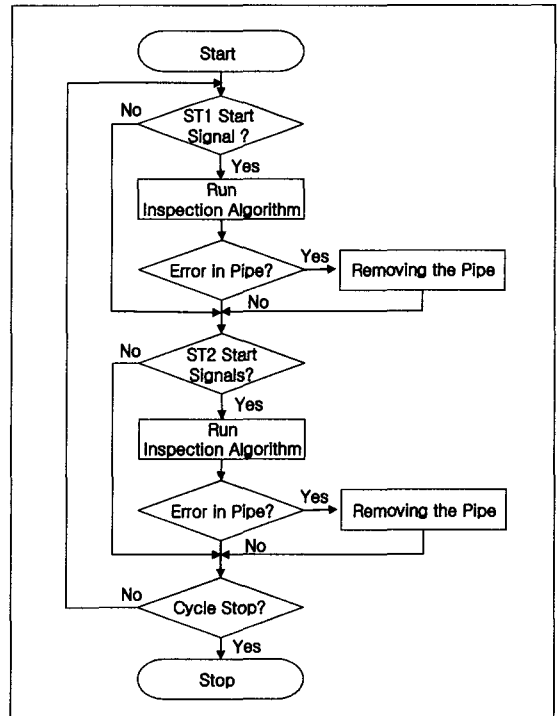 Start
No
ST1 Start
Signal ?
Yes
Run
Inspection Algorithm
Error in Pipe?
Yes
Removing the Pipe
No
No
ST2 Start
Signals?
Yes
Run
Inspection Algorithm
Error in Pipe?
Yes
Removing the Pipe
No
No
Cycle Stop?
Yes
Stop